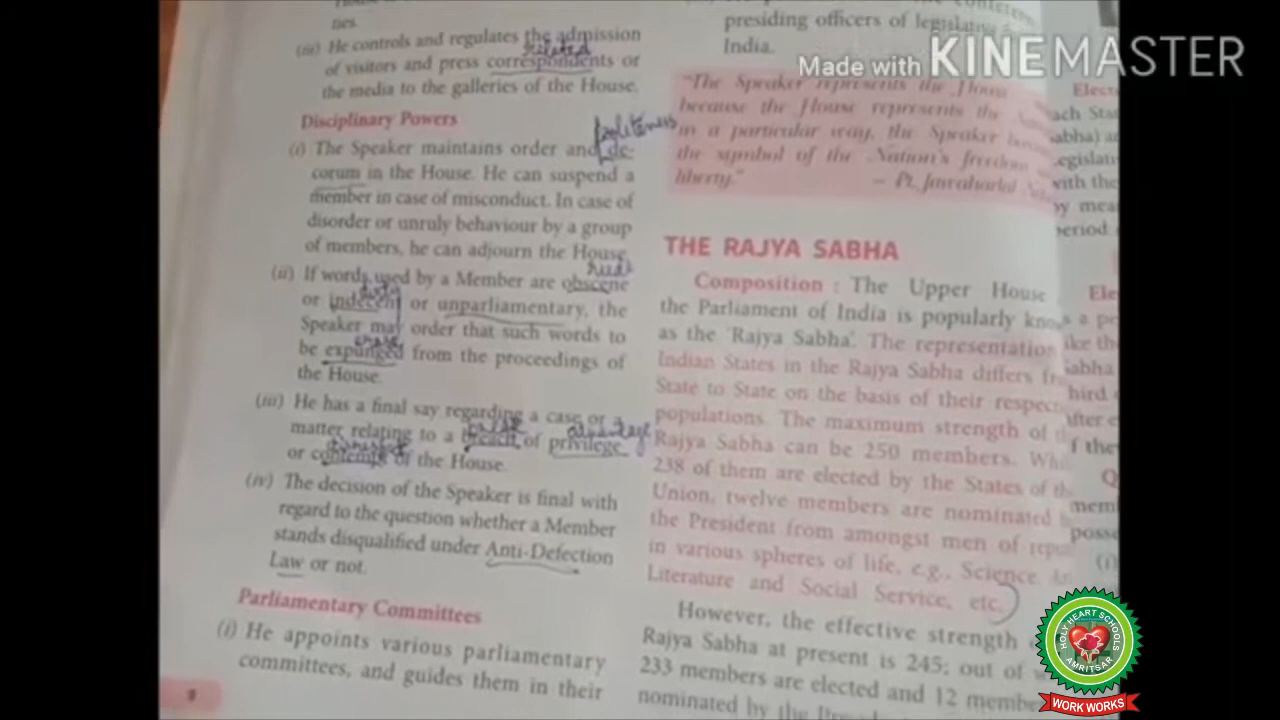 nes.
(iii) He controls and regulates the admission
related
of visitors and press correspondents or
the media to the galleries of the House.
Disciplinary Powers
politeness
(i) The Speaker maintains order and de-
corum in the House. He can suspend a
member in case of misconduct. In case of
disorder or unruly behaviour by a group
of members, he can adjourn the House.
rude
(ii) If words used by a Member are obscene
dirty
or indecent or unparliamentary, the
Speaker may order that such words to
erase
be expunged from the proceedings of
the House.
(iii) He has a final say regarding a case or a
advantage
matter relating to a breach of privilege
or contempt of the House.
(iv) The decision of the Speaker is final with
regard to the question whether a Member
stands disqualified under Anti-Defection
Law or not.
Parliamentary Committees
(i) He appoints various parliamentary
committees, and guides them in their
9
presiding officers of legislative
India.
Made with KINEMASTER
"The Speaker represents the House
because the House represents the
in a particular way, the Speaker
the symbol of the Nation's freedom
liberty."
– Pt. Jawaharlal
THE RAJYA SABHA
Composition : The Upper House
the Parliament of India is popularly
as the 'Rajya Sabha'. The representation
Indian States in the Rajya Sabha differs
State to State on the basis of their
populations. The maximum strength of
Rajya Sabha can be 250 members.
238 of them are elected by the States of
Union, twelve members are nominated
the President from amongst men of
in various spheres of life, e.g., Science,
Literature and Social Service, etc.
However, the effective strength
Rajya Sabha at present is 245; out of
233 members are elected and 12
nominated by the
with the
HOLY HEART SCHOOLS
AMRITSAR
WORK WORKS